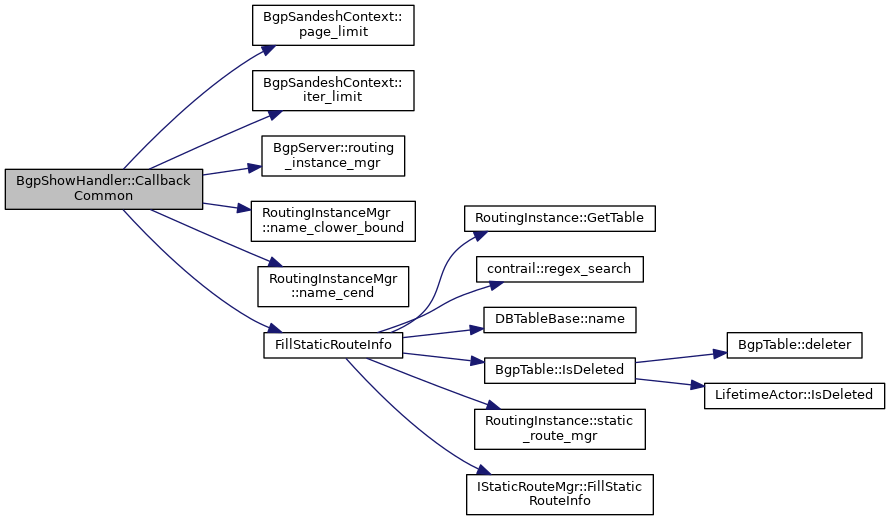 BgpSandeshContext::
page_limit
BgpSandeshContext::
iter_limit
BgpServer::routing
_instance_mgr
BgpShowHandler::Callback
Common
RoutingInstanceMgr
::name_clower_bound
RoutingInstanceMgr
::name_cend
FillStaticRouteInfo
RoutingInstance::GetTable
contrail::regex_search
DBTableBase::name
BgpTable::IsDeleted
BgpTable::deleter
LifetimeActor::IsDeleted
RoutingInstance::static
_route_mgr
IStaticRouteMgr::FillStatic
RouteInfo